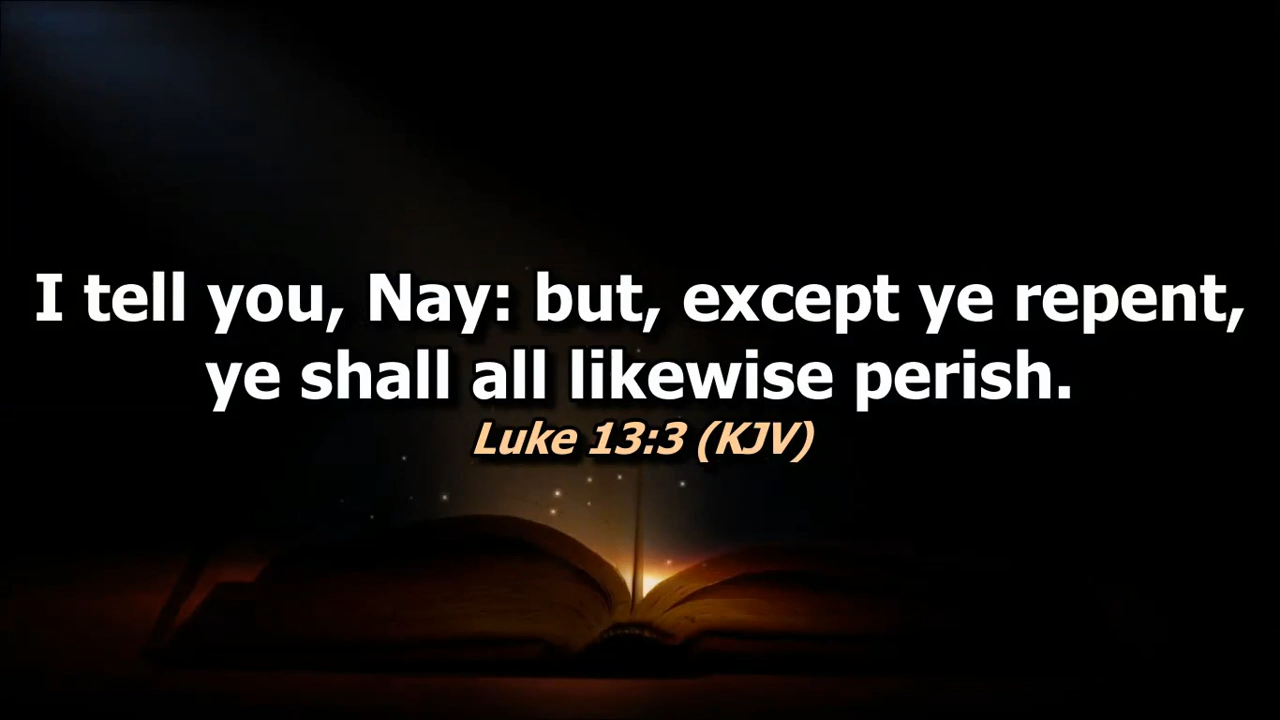 I tell you, Nay: but, except ye repent,
ye shall all likewise perish.
Luke 13:3 (KJV)